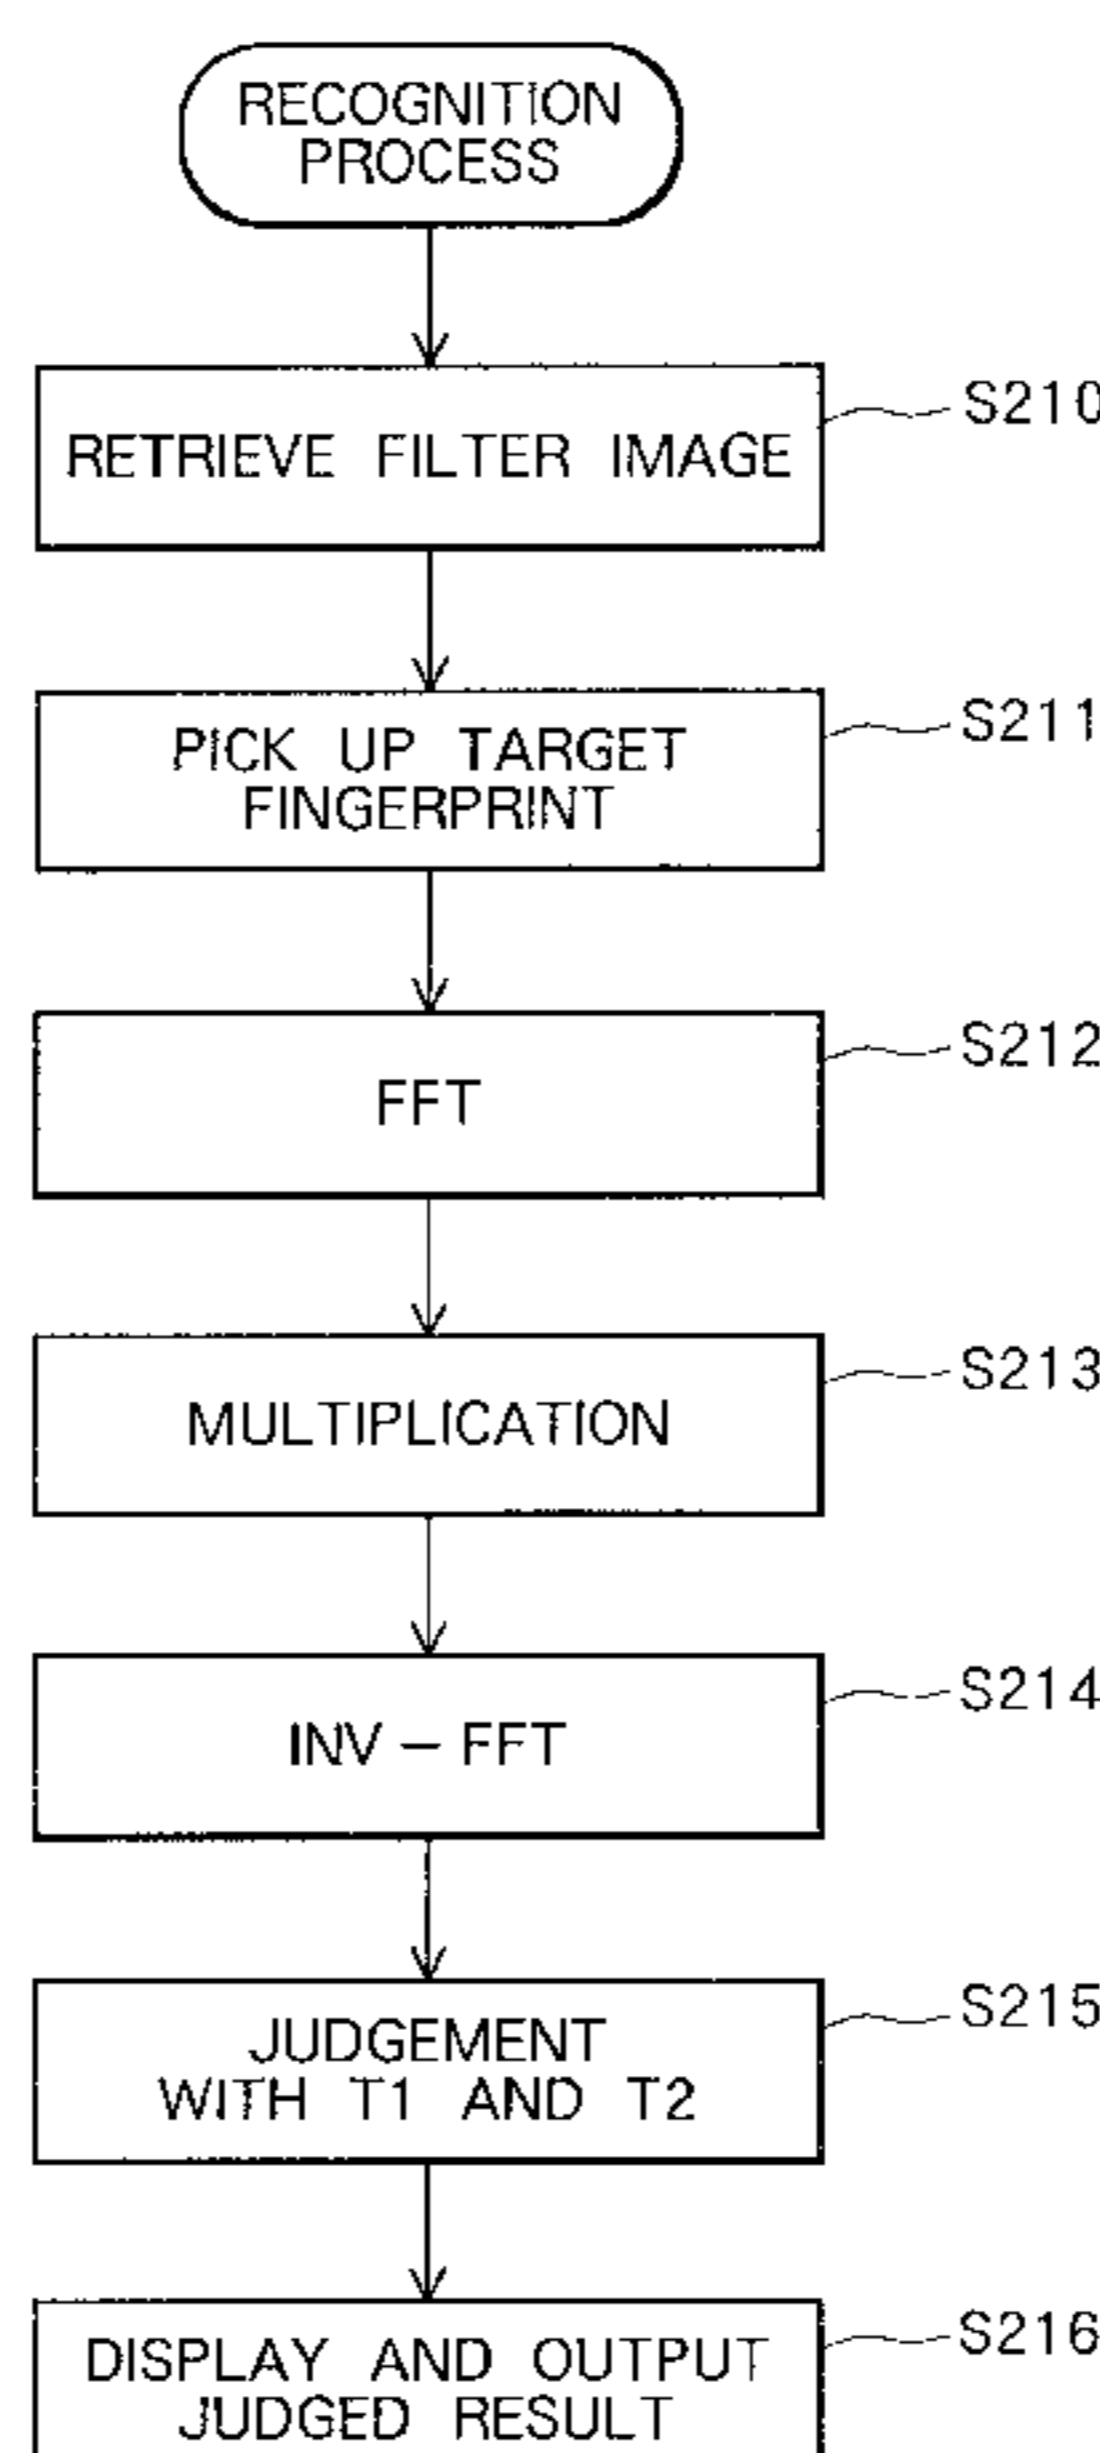 RECOGNITION
PROCESS
RETRIEVE FILTER IMAGE
S210
PICK UP TARGET
FINGERPRINT
S211
FFT
S212
MULTIPLICATION
S213
INV - FFT
S214
JUDGEMENT
WITH T1 AND T2
S215
DISPLAY AND OUTPUT
JUDGED RESULT
S216